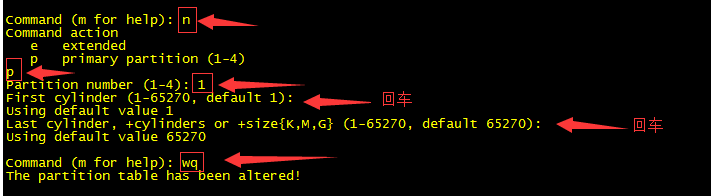 Command (m for help): n
Command action
e extended
p primary partition (1-4)
p
Partition number (1-4): 1
First cylinder (1-65270, default 1): 回车
Using default value 1
Last cylinder, +cylinders or +size{K,M,G} (1-65270, default 65270): 回车
Using default value 65270
Command (m for help): wq
The partition table has been altered!